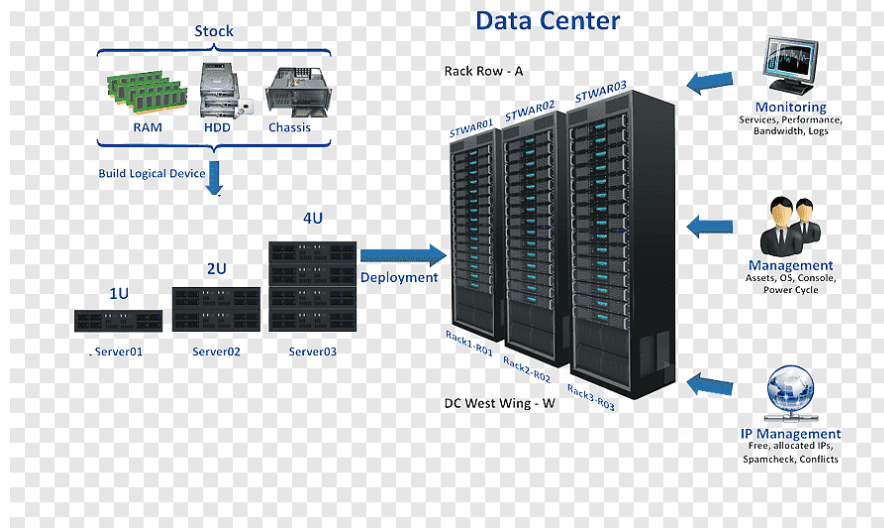 Data Center
Stock
RAM
HDD
Chassis
Build Logical Device
1U
2U
4U
. Server01
Server02
Server03
Deployment
Rack Row - A
STWAR01
STWAR02
STWAR03
Rack1-R01
Rack2-R02
Rack3-R03
DC West Wing - W
Monitoring
Services, Performance,
Bandwidth, Logs
Management
Assets, OS, Console,
Power Cycle
IP Management
Free, allocated IPs,
Spamcheck, Conflicts